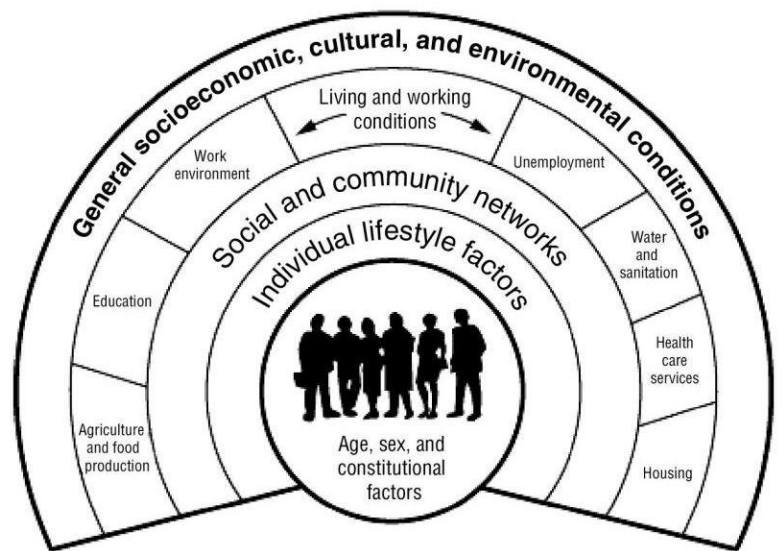 General socioeconomic, cultural, and environmental conditions
Living and working
conditions
Work
environment
Unemployment
Social and community networks
Education
Water
and
sanitation
Individual lifestyle factors
Agriculture
and food
production
Health
care
services
Housing
Age, sex, and
constitutional
factors